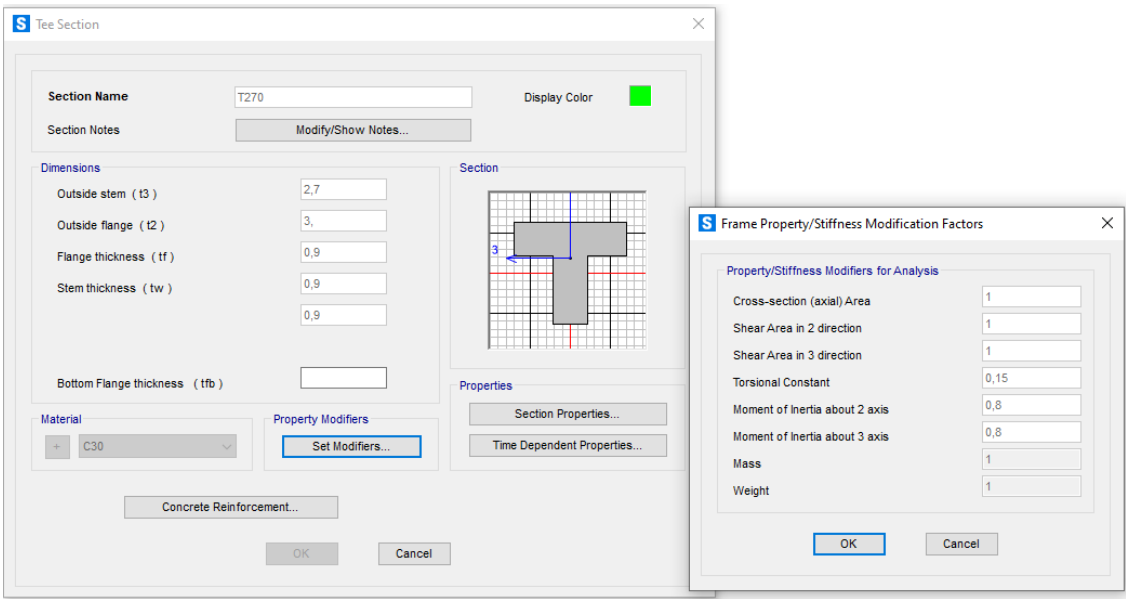 S Tee Section
Section Name T270 Display Color
Section Notes Modify/Show Notes...
Dimensions
Outside stem ( t3 ) 2,7
Outside flange ( t2 ) 3,
Flange thickness ( tf ) 0,9
Stem thickness ( tw ) 0,9
0,9
Bottom Flange thickness ( tfb )
Section
3
Properties
Section Properties...
Time Dependent Properties...
Material
+ C30
Property Modifiers
Set Modifiers...
Concrete Reinforcement...
OK Cancel
S Frame Property/Stiffness Modification Factors
Property/Stiffness Modifiers for Analysis
Cross-section (axial) Area 1
Shear Area in 2 direction 1
Shear Area in 3 direction 1
Torsional Constant 0,15
Moment of Inertia about 2 axis 0,8
Moment of Inertia about 3 axis 0,8
Mass 1
Weight 1
OK Cancel